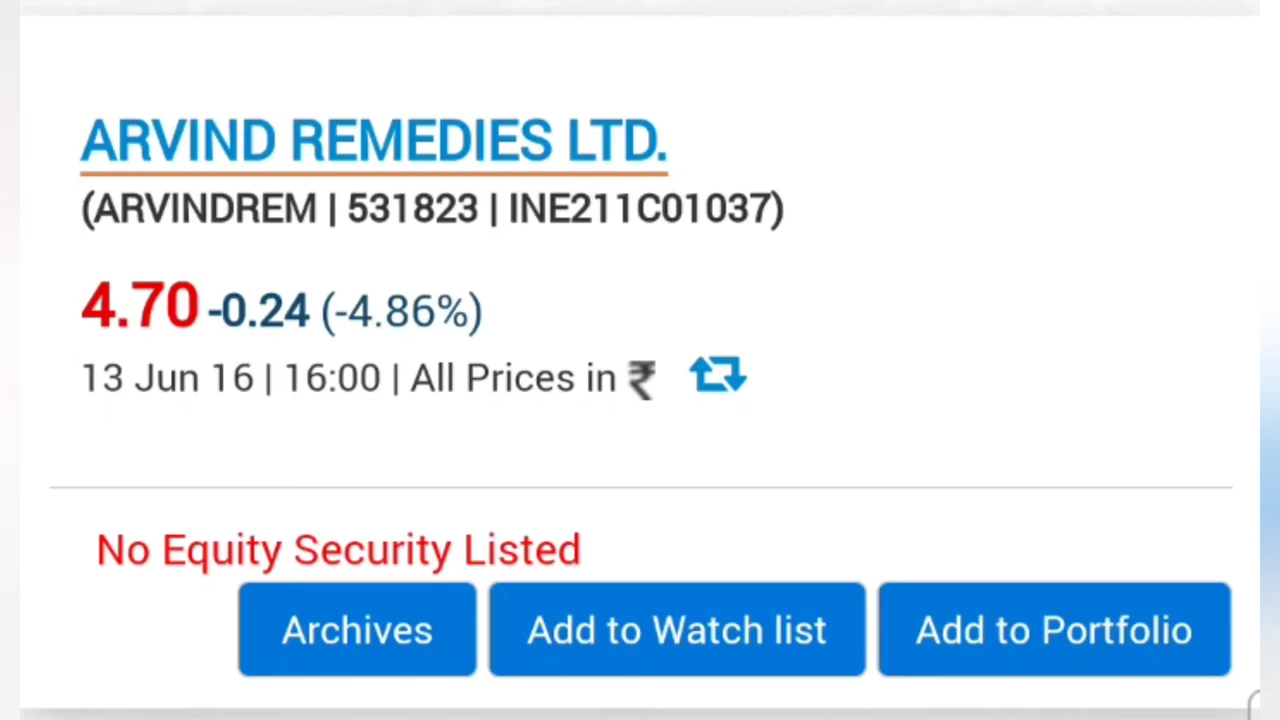 ARVIND REMEDIES LTD.
(ARVINDREM | 531823 | INE211C01037)
4.70 -0.24 (-4.86%)
13 Jun 16 | 16:00 | All Prices in ₹
No Equity Security Listed
Archives Add to Watch list Add to Portfolio